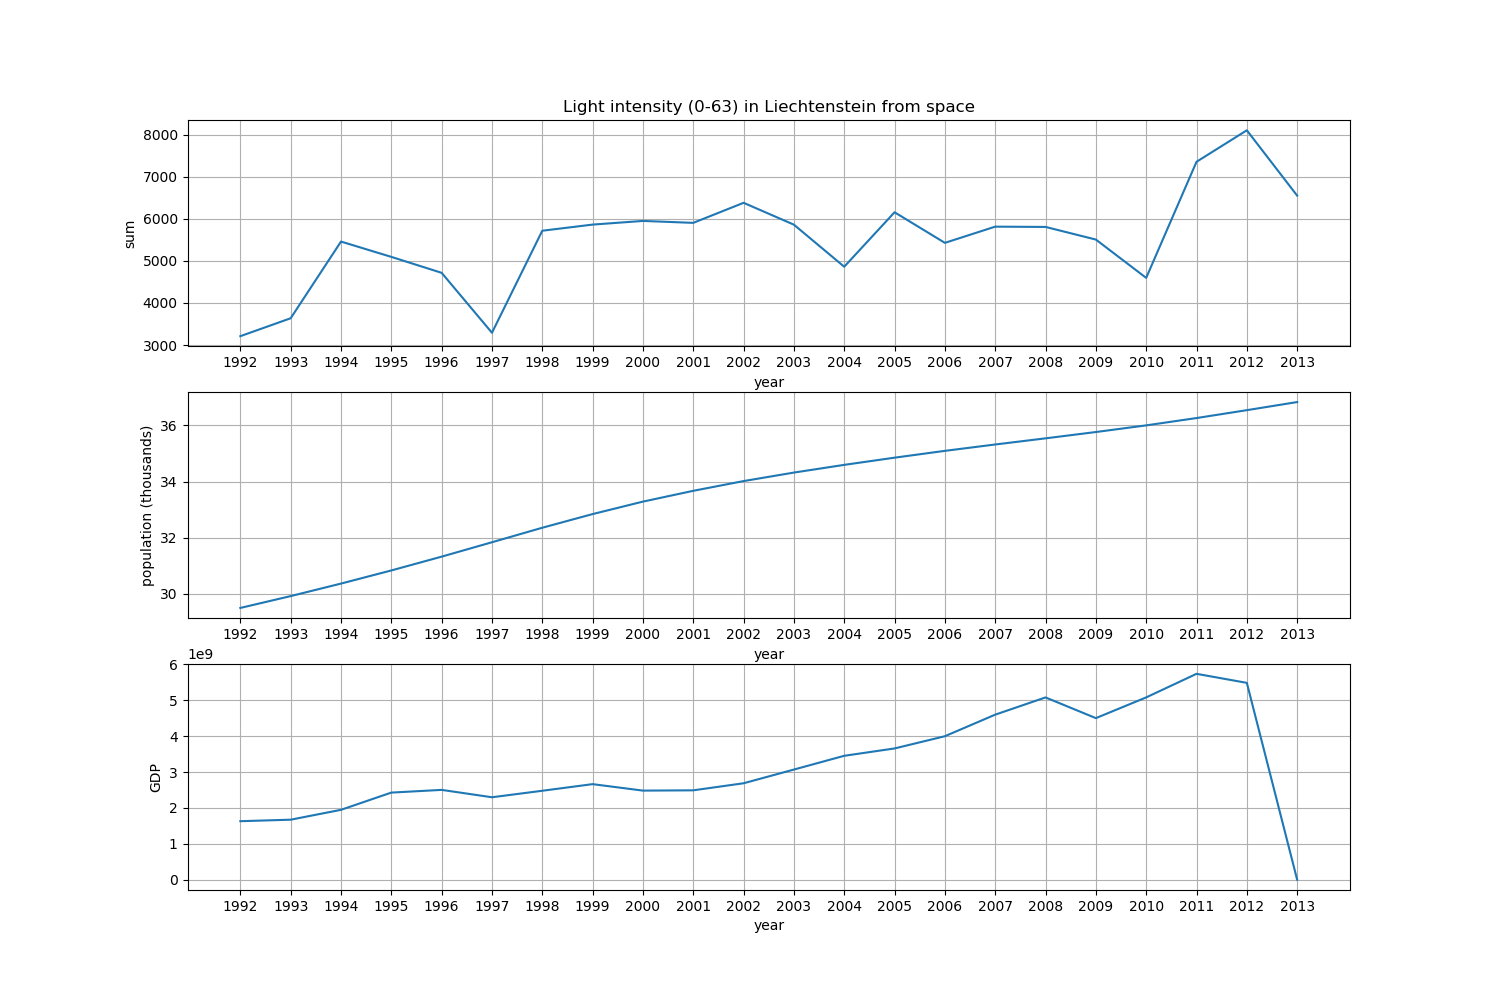 Light intensity (0-63) in Liechtenstein from space
8000
7000
6000
5000
4000
3000
sum
1992 1993 1994 1995 1996 1997 1998 1999 2000 2001 2002 2003 2004 2005 2006 2007 2008 2009 2010 2011 2012 2013
year
36
34
32
30
population (thousands)
1992 1993 1994 1995 1996 1997 1998 1999 2000 2001 2002 2003 2004 2005 2006 2007 2008 2009 2010 2011 2012 2013
year
1e9
6
5
4
3
2
1
0
GDP
1992 1993 1994 1995 1996 1997 1998 1999 2000 2001 2002 2003 2004 2005 2006 2007 2008 2009 2010 2011 2012 2013
year